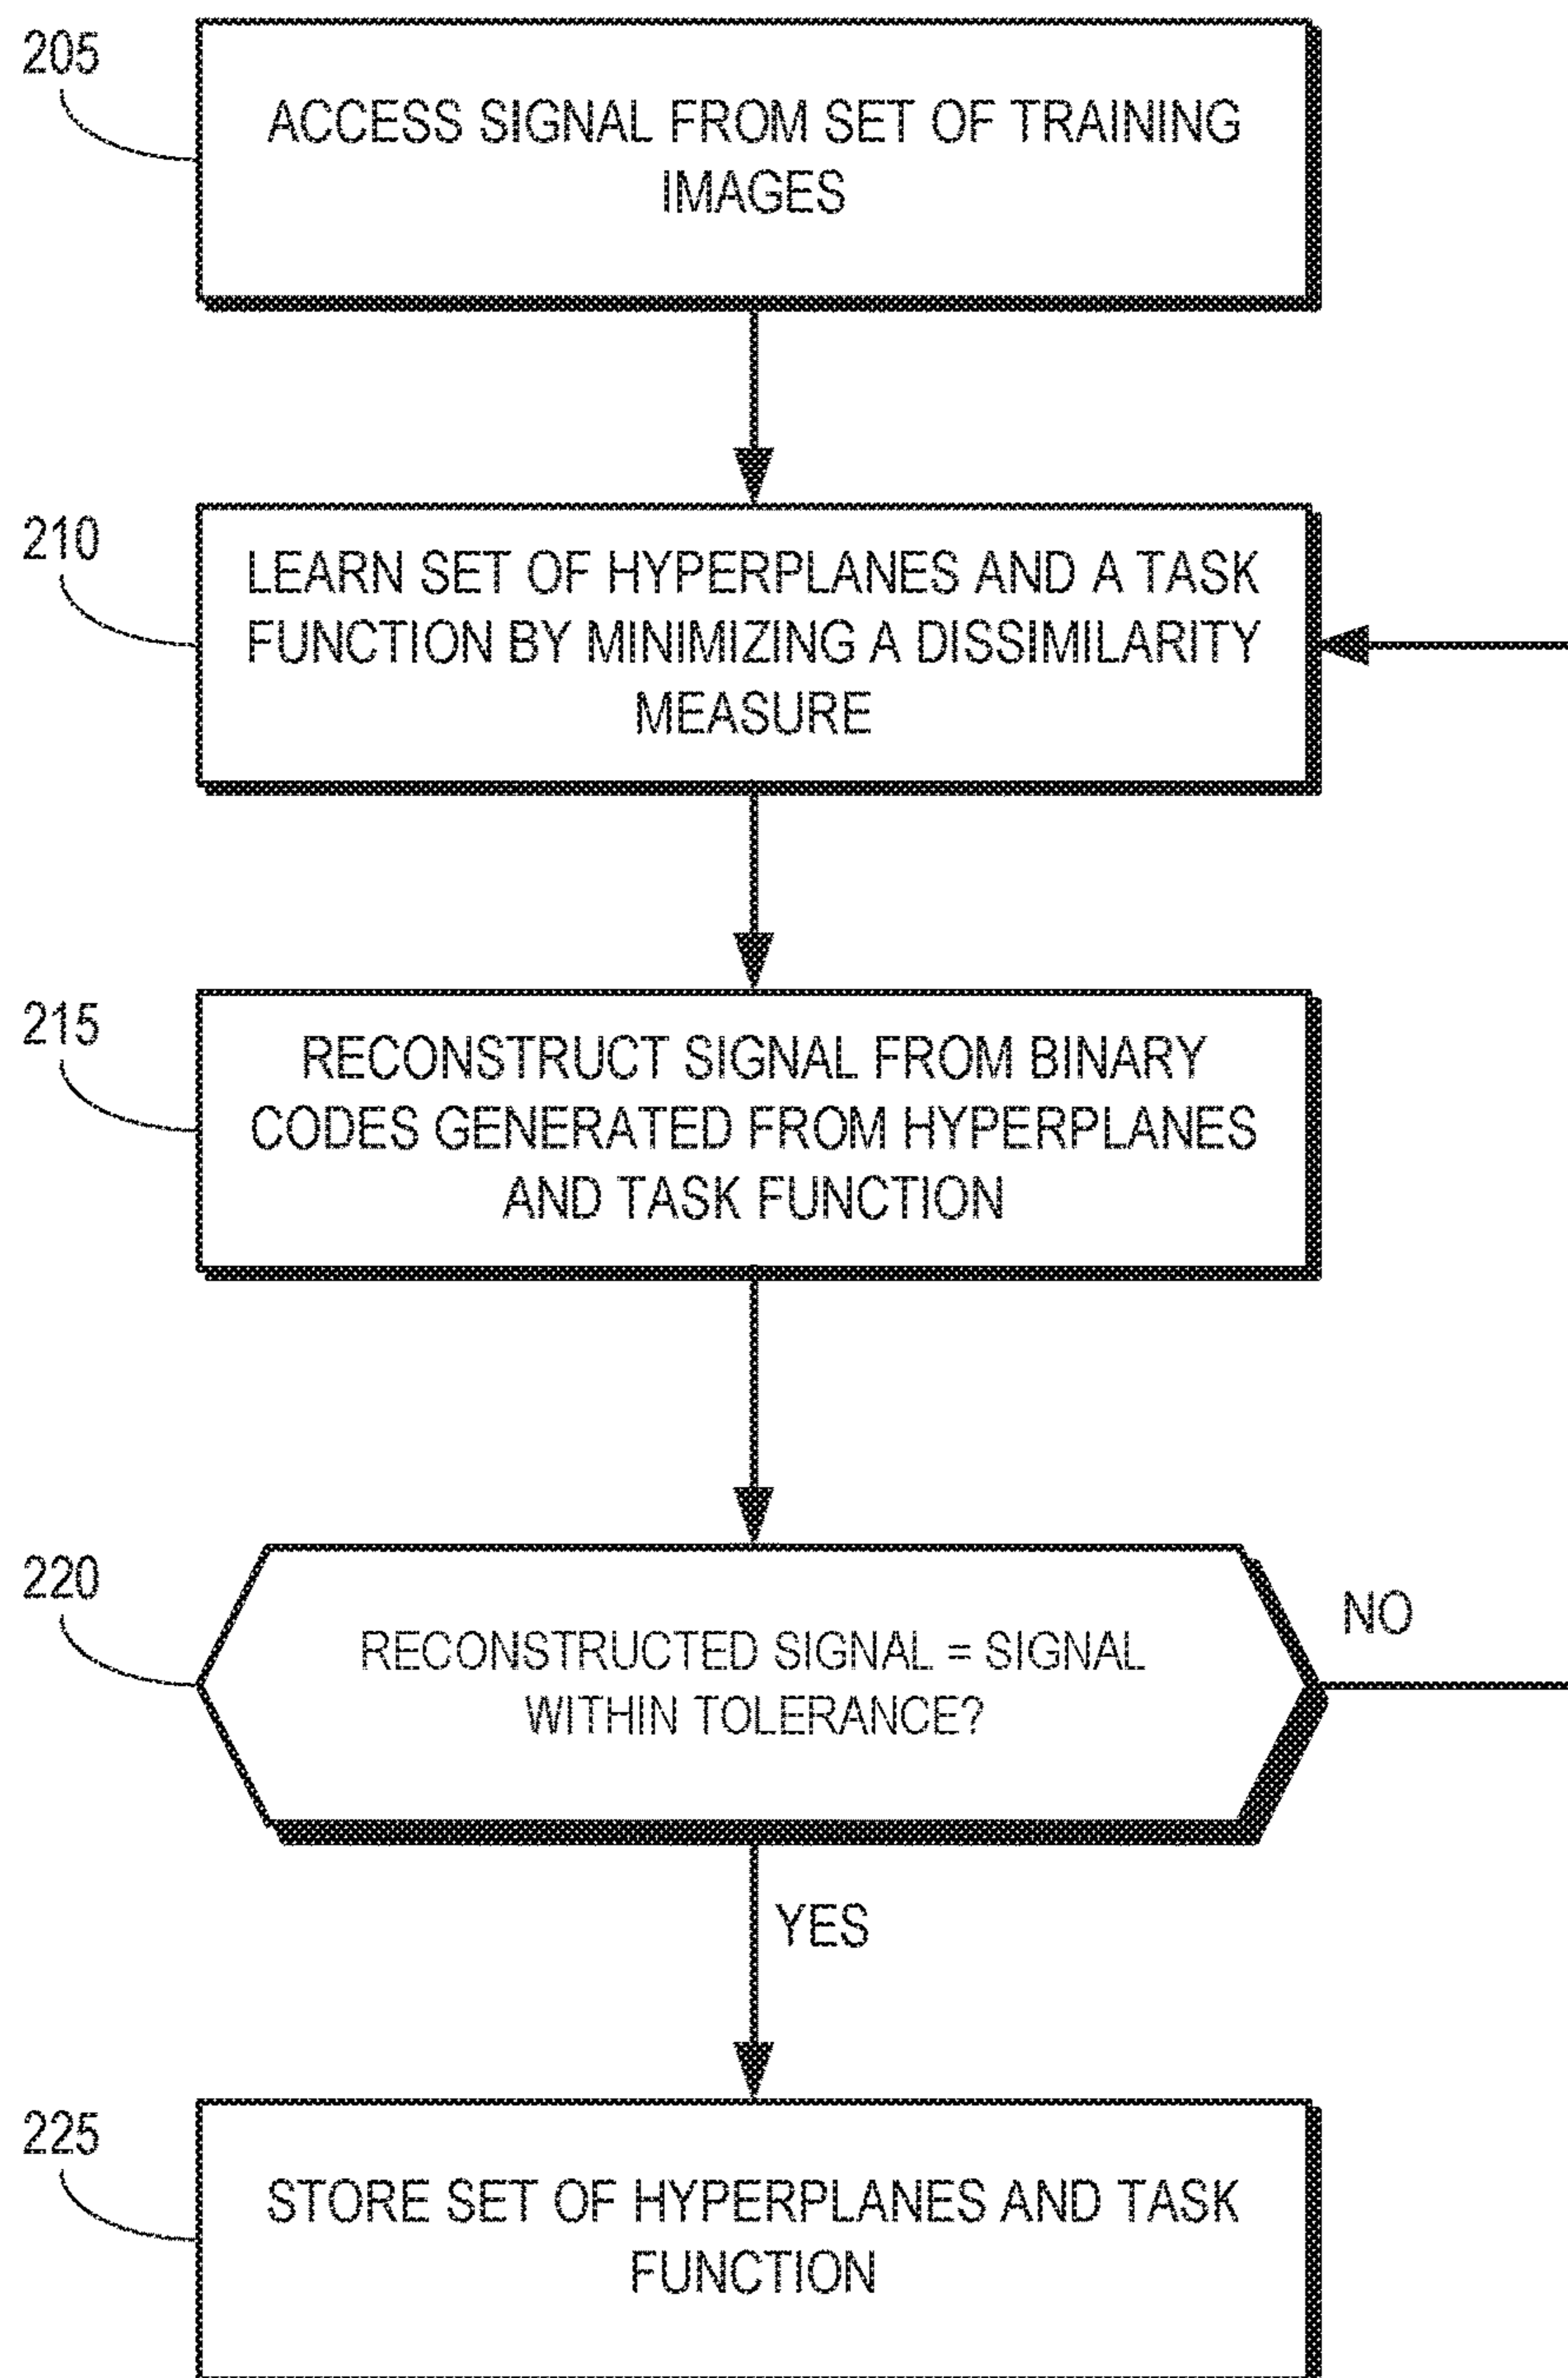 205
ACCESS SIGNAL FROM SET OF TRAINING
IMAGES
210
LEARN SET OF HYPERPLANES AND A TASK
FUNCTION BY MINIMIZING A DISSIMILARITY
MEASURE
215
RECONSTRUCT SIGNAL FROM BINARY
CODES GENERATED FROM HYPERPLANES
AND TASK FUNCTION
220
RECONSTRUCTED SIGNAL = SIGNAL
WITHIN TOLERANCE?
NO
YES
225
STORE SET OF HYPERPLANES AND TASK
FUNCTION